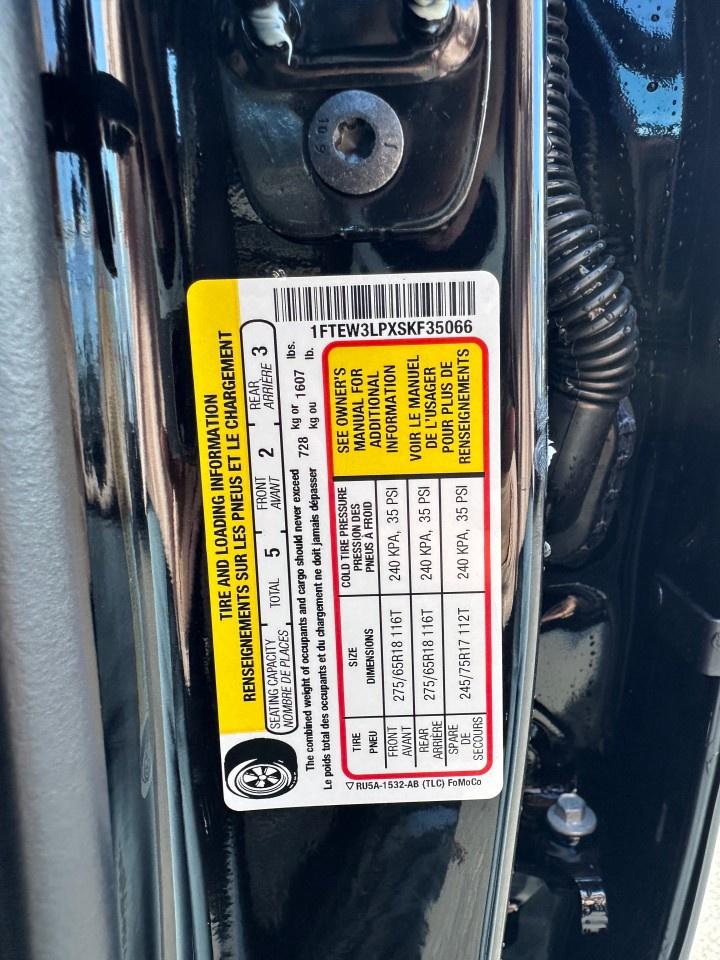 10.9
1FTEW3LPXSKF35066
TIRE AND LOADING INFORMATION
RENSEIGNEMENTS SUR LES PNEUS ET LE CHARGEMENT
SEATING CAPACITY TOTAL 5 FRONT 2 REAR 3
NOMBRE DE PLACES AVANT ARRIÈRE
The combined weight of occupants and cargo should never exceed 728 kg or 1607 lbs.
Le poids total des occupants et du chargement ne doit jamais dépasser kg ou lb.
TIRE SIZE COLD TIRE PRESSURE
PNEU DIMENSIONS PRESSION DES
PNEUS À FROID
FRONT 275/65R18 116T 240 KPA, 35 PSI
AVANT
REAR 275/65R18 116T 240 KPA, 35 PSI
ARRIÈRE
SPARE 245/75R17 112T 240 KPA, 35 PSI
DE
SECOURS
SEE OWNER'S
MANUAL FOR
ADDITIONAL
INFORMATION
VOIR LE MANUEL
DE L'USAGER
POUR PLUS DE
RENSEIGNEMENTS
RU5A-1532-AB (TLC) FoMoCo